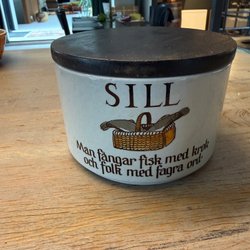 SILL
Man fångar fisk med krok
och folk med fagra ord.